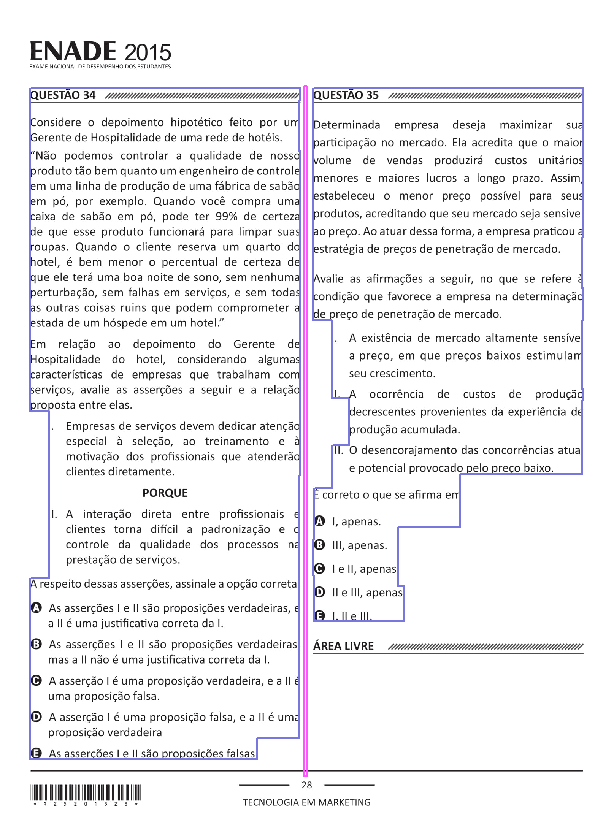 ENADE 2015
EXAME NACIONAL DE DESEMPENHO DOS ESTUDANTES
QUESTÃO 34
Considere o depoimento hipotético feito por um
Gerente de Hospitalidade de uma rede de hotéis.
“Não podemos controlar a qualidade de nosso
produto tão bem quanto um engenheiro de controle
em uma linha de produção de uma fábrica de sabão
em pó, por exemplo. Quando você compra uma
caixa de sabão em pó, pode ter 99% de certeza
de que esse produto funcionará para limpar suas
roupas. Quando o cliente reserva um quarto do
hotel, é bem menor o percentual de certeza de
que ele terá uma boa noite de sono, sem nenhuma
perturbação, sem falhas em serviços, e sem todas
as outras coisas ruins que podem comprometer a
estada de um hóspede em um hotel.”
Em relação ao depoimento do Gerente de
Hospitalidade do hotel, considerando algumas
características de empresas que trabalham com
serviços, avalie as asserções a seguir e a relação
proposta entre elas.
I. Empresas de serviços devem dedicar atenção
especial à seleção, ao treinamento e à
motivação dos profissionais que atenderão
clientes diretamente.
PORQUE
II. A interação direta entre profissionais e
clientes torna difícil a padronização e o
controle da qualidade dos processos na
prestação de serviços.
A respeito dessas asserções, assinale a opção correta
A As asserções I e II são proposições verdadeiras, e
a II é uma justificativa correta da I.
B As asserções I e II são proposições verdadeiras
mas a II não é uma justificativa correta da I.
C A asserção I é uma proposição verdadeira, e a II é
uma proposição falsa.
D A asserção I é uma proposição falsa, e a II é uma
proposição verdadeira
E As asserções I e II são proposições falsas
QUESTÃO 35
Determinada empresa deseja maximizar sua
participação no mercado. Ela acredita que o maior
volume de vendas produzirá custos unitários
menores e maiores lucros a longo prazo. Assim,
estabeleceu o menor preço possível para seus
produtos, acreditando que seu mercado seja sensível
ao preço. Ao atuar dessa forma, a empresa praticou a
estratégia de preços de penetração de mercado.
Avalie as afirmações a seguir, no que se refere à
condição que favorece a empresa na determinação
de preço de penetração de mercado.
I. A existência de mercado altamente sensível
a preço, em que preços baixos estimulam
seu crescimento.
II. A ocorrência de custos de produção
decrescentes provenientes da experiência de
produção acumulada.
III. O desencorajamento das concorrências atual
e potencial provocado pelo preço baixo.
É correto o que se afirma em
A I, apenas.
B III, apenas.
C I e II, apenas
D II e III, apenas
E I, II e III.
ÁREA LIVRE
28
TECNOLOGIA EM MARKETING